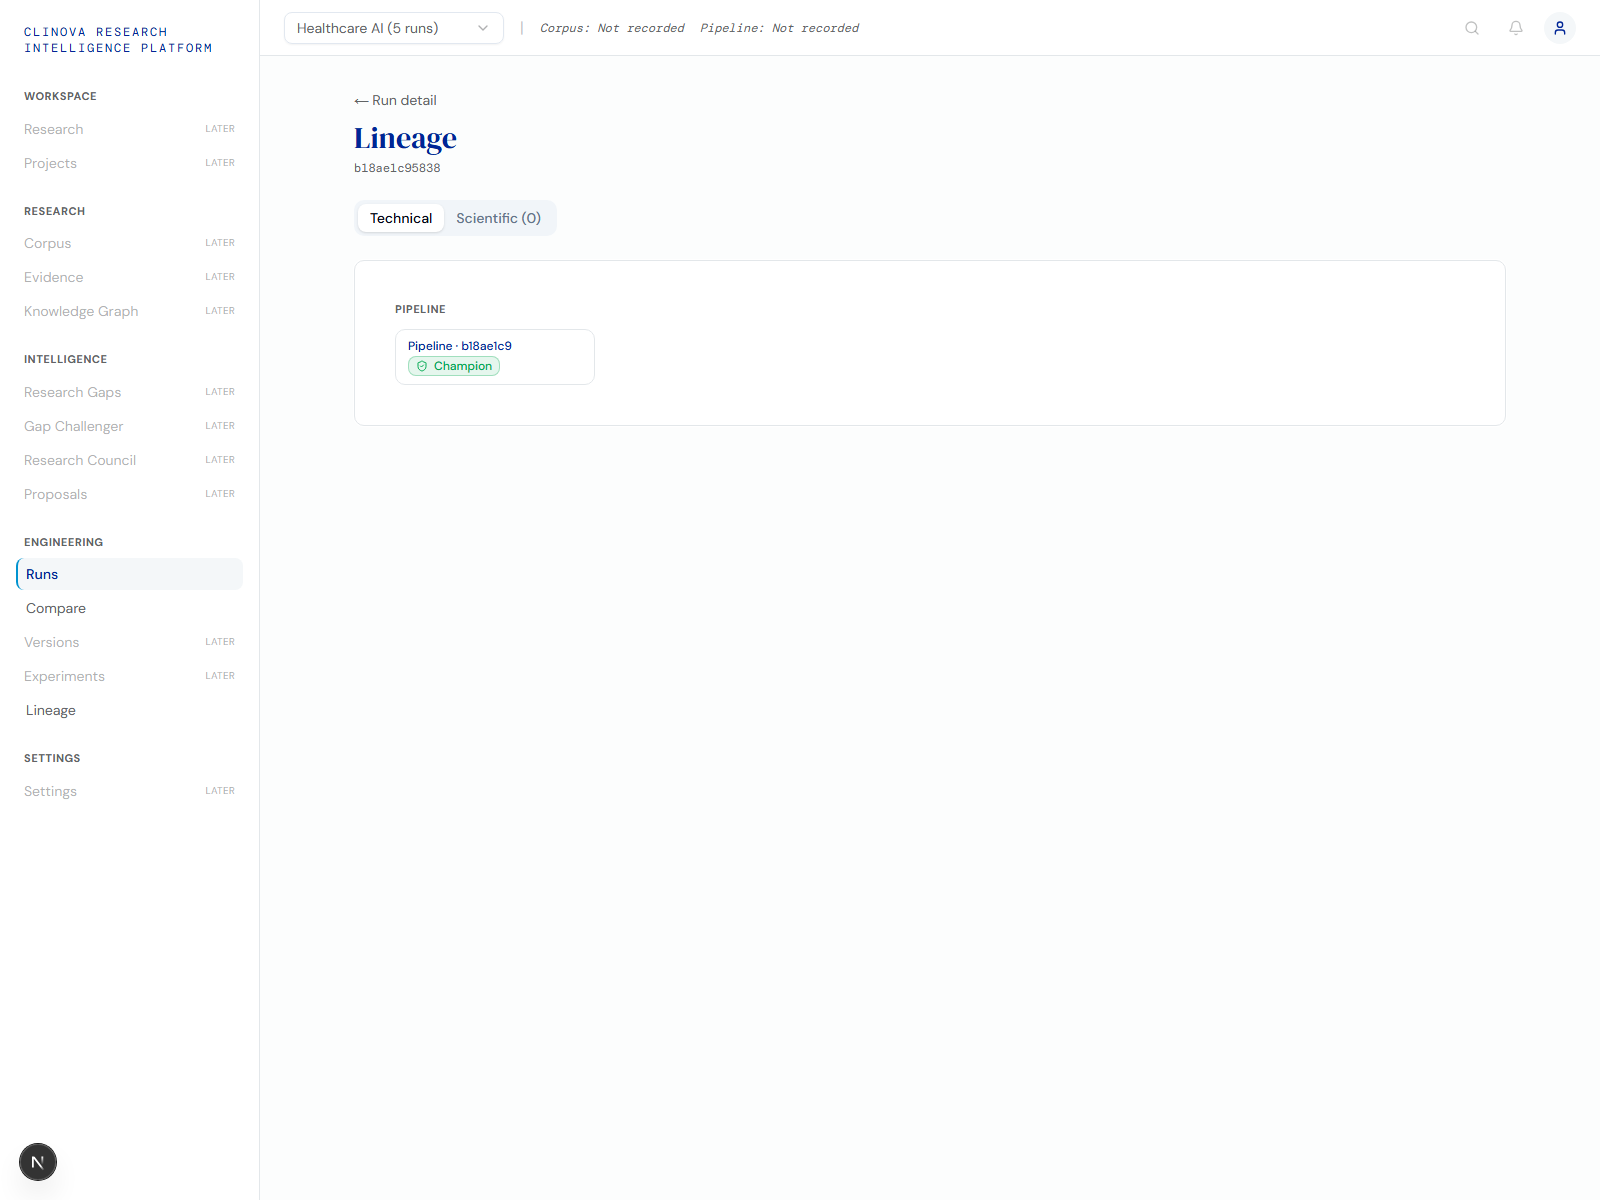 CLINOVA RESEARCH
INTELLIGENCE PLATFORM
WORKSPACE
Research LATER
Projects LATER
RESEARCH
Corpus LATER
Evidence LATER
Knowledge Graph LATER
INTELLIGENCE
Research Gaps LATER
Gap Challenger LATER
Research Council LATER
Proposals LATER
ENGINEERING
Runs
Compare
Versions LATER
Experiments LATER
Lineage
SETTINGS
Settings LATER
N
Healthcare AI (5 runs) | Corpus: Not recorded Pipeline: Not recorded
← Run detail
Lineage
b18ae1c95838
Technical Scientific (0)
PIPELINE
Pipeline · b18ae1c9
Champion